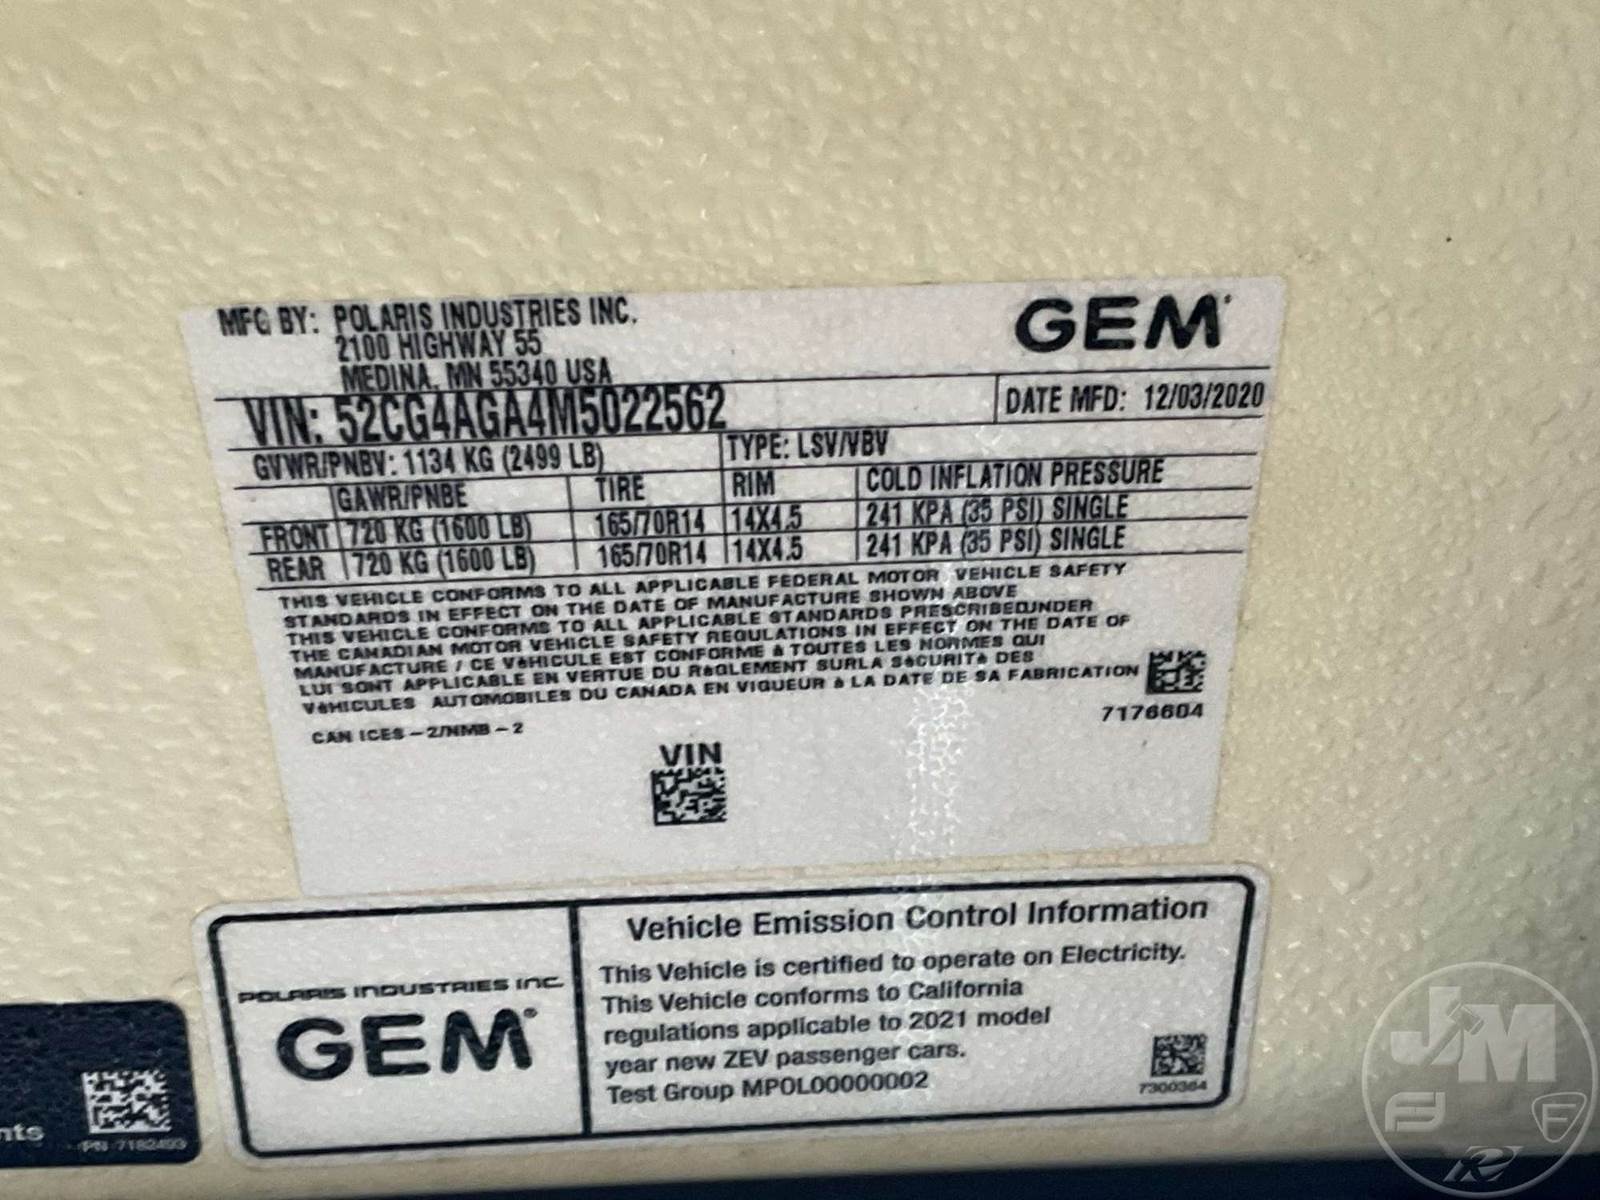 MFG BY: POLARIS INDUSTRIES INC.
2100 HIGHWAY 55
MEDINA, MN 55340 USA
GEM
VIN: 52CG4AGA4M5022562
DATE MFD: 12/03/2020
GVWR/PNBV: 1134 KG (2499 LB)
TYPE: LSV/VBV
GAWR/PNBE TIRE RIM COLD INFLATION PRESSURE
FRONT 720 KG (1600 LB) 165/70R14 14X4.5 241 KPA (35 PSI) SINGLE
REAR 720 KG (1600 LB) 165/70R14 14X4.5 241 KPA (35 PSI) SINGLE
THIS VEHICLE CONFORMS TO ALL APPLICABLE FEDERAL MOTOR VEHICLE SAFETY
STANDARDS IN EFFECT ON THE DATE OF MANUFACTURE SHOWN ABOVE
THIS VEHICLE CONFORMS TO ALL APPLICABLE STANDARDS PRESCRIBEDUNDER
THE CANADIAN MOTOR VEHICLE SAFETY REGULATIONS IN EFFECT ON THE DATE OF
MANUFACTURE / CE VèHICULE EST CONFORME à TOUTES LES NORMES QUI
LUI SONT APPLICABLE EN VERTUE DU RèGLEMENT SURLA SèCURITè DES
VèHICULES AUTOMOBILES DU CANADA EN VIGUEUR à LA DATE DE SA FABRICATION
7176604
CAN ICES - 2/NMB - 2
VIN
POLARIS INDUSTRIES INC.
GEM
Vehicle Emission Control Information
This Vehicle is certified to operate on Electricity.
This Vehicle conforms to California
regulations applicable to 2021 model
year new ZEV passenger cars.
Test Group MPOL00000002
7300364
nts
PN 7182493
JM